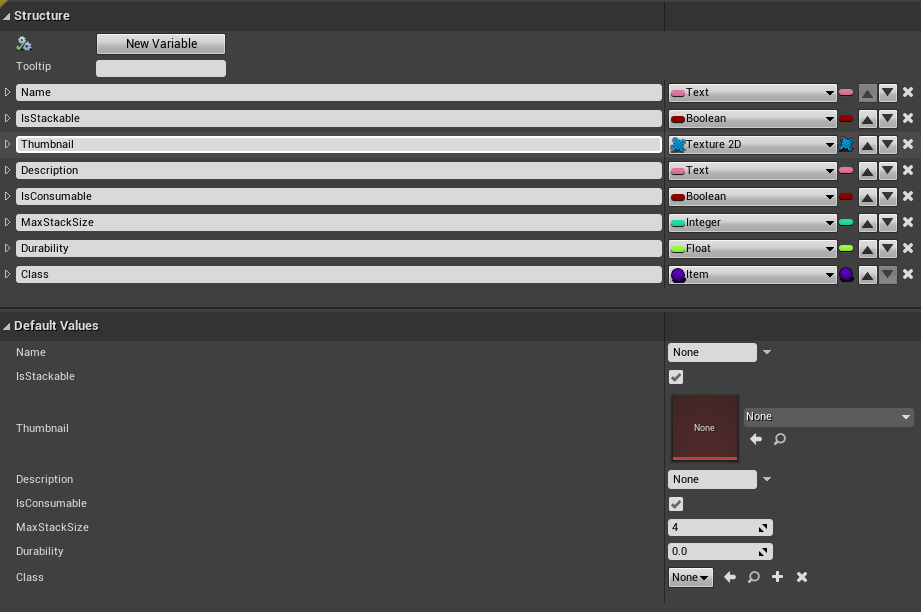 Structure
New Variable
Tooltip
Name Text
IsStackable Boolean
Thumbnail Texture 2D
Description Text
IsConsumable Boolean
MaxStackSize Integer
Durability Float
Class Item
Default Values
Name None
IsStackable
Thumbnail None None
Description None
IsConsumable
MaxStackSize 4
Durability 0.0
Class None